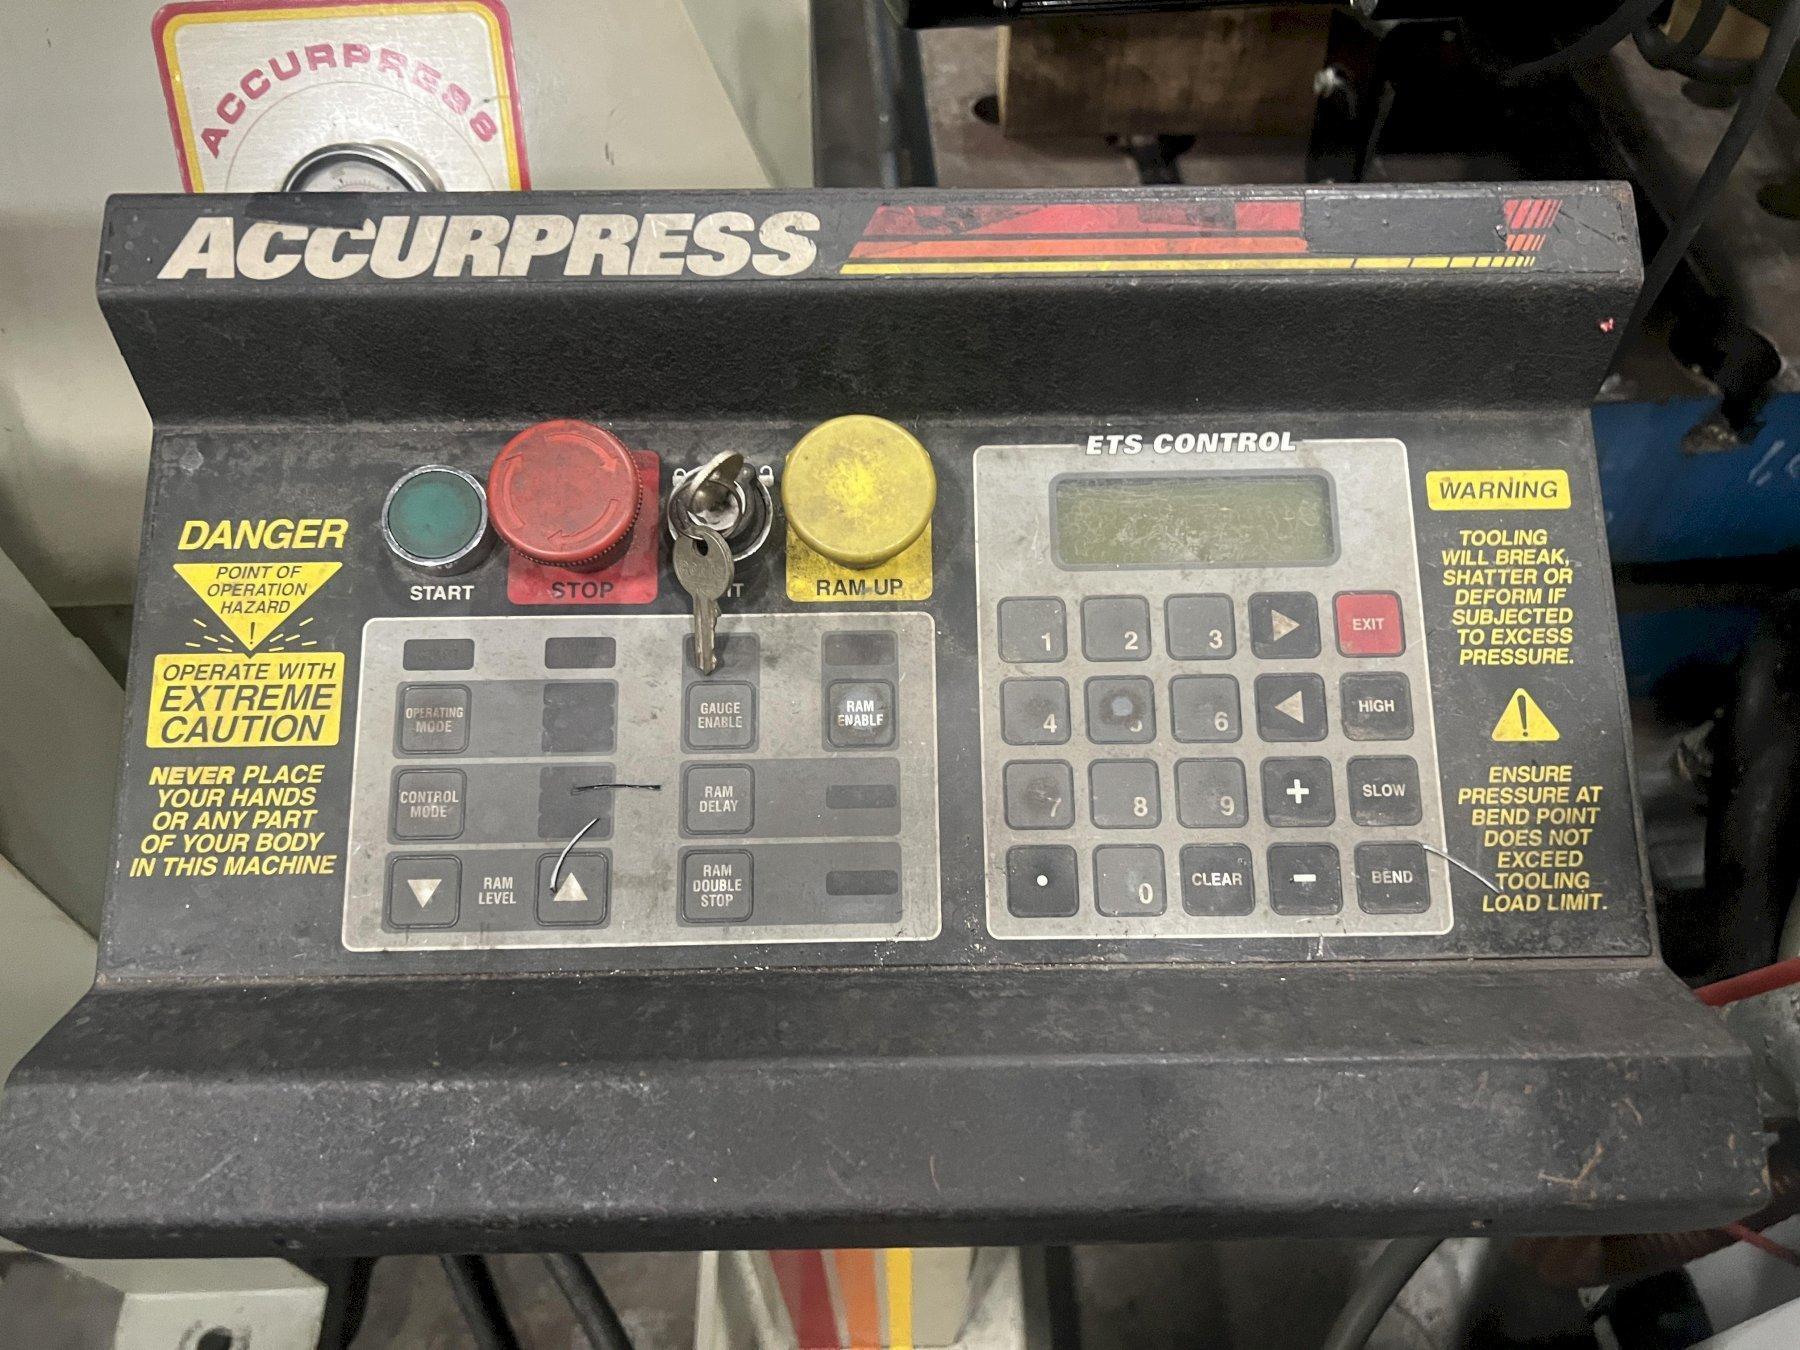 ACCURPRESS
ACCURPRESS
START
STOP
RAM UP
DANGER
POINT OF
OPERATION
HAZARD
!
OPERATE WITH
EXTREME
CAUTION
NEVER PLACE
YOUR HANDS
OR ANY PART
OF YOUR BODY
IN THIS MACHINE
OPERATING
MODE
GAUGE
ENABLE
RAM
ENABLE
CONTROL
MODE
RAM
DELAY
RAM
LEVEL
RAM
DOUBLE
STOP
ETS CONTROL
1 2 3 EXIT
4 6 HIGH
7 8 9 + SLOW
. 0 CLEAR - BEND
WARNING
TOOLING
WILL BREAK,
SHATTER OR
DEFORM IF
SUBJECTED
TO EXCESS
PRESSURE.
!
ENSURE
PRESSURE AT
BEND POINT
DOES NOT
EXCEED
TOOLING
LOAD LIMIT.